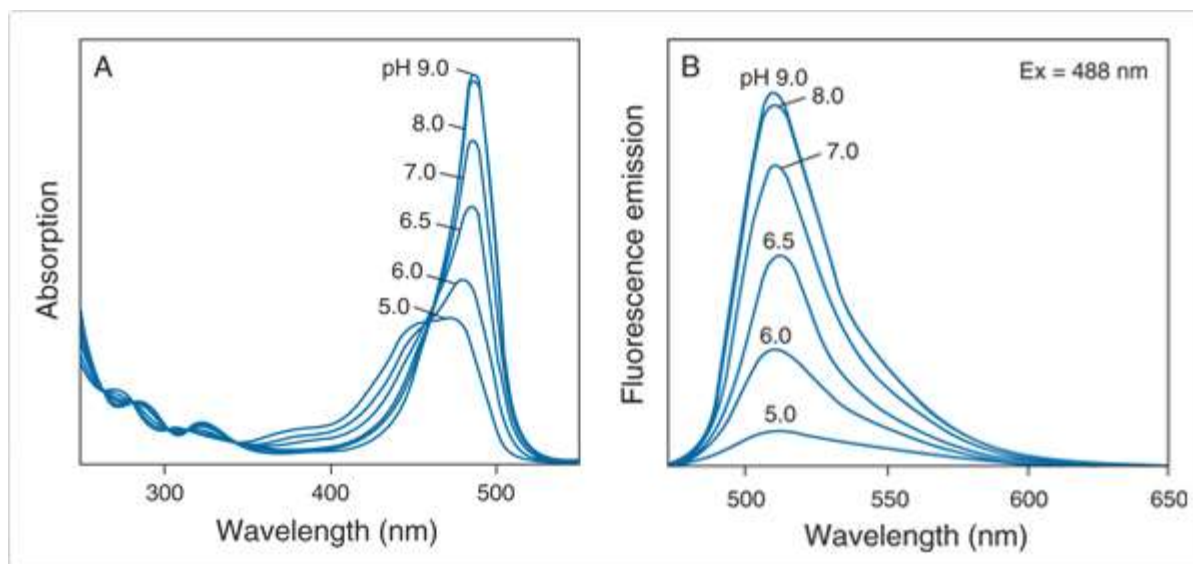 A
pH 9.0
8.0
7.0
6.5
6.0
5.0
Absorption
300
400
500
Wavelength (nm)
B
Ex = 488 nm
pH 9.0
8.0
7.0
6.5
6.0
5.0
Fluorescence emission
500
550
600
650
Wavelength (nm)